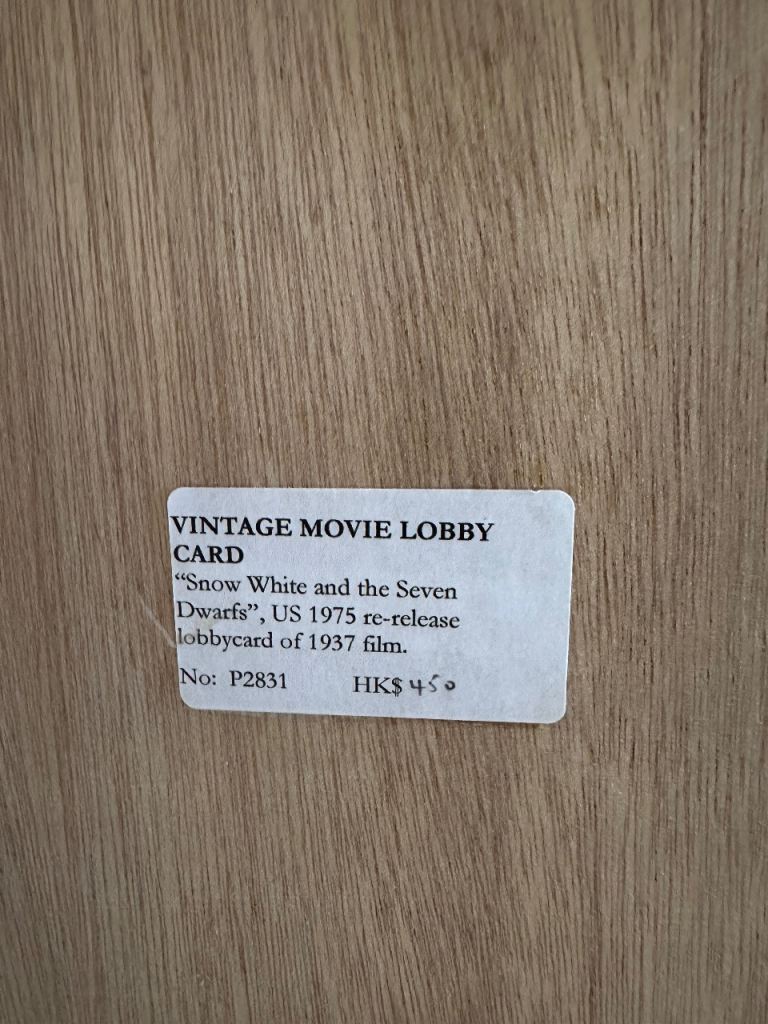 VINTAGE MOVIE LOBBY
CARD
“Snow White and the Seven
Dwarfs”, US 1975 re-release
lobbycard of 1937 film.
No: P2831 HK$ 450